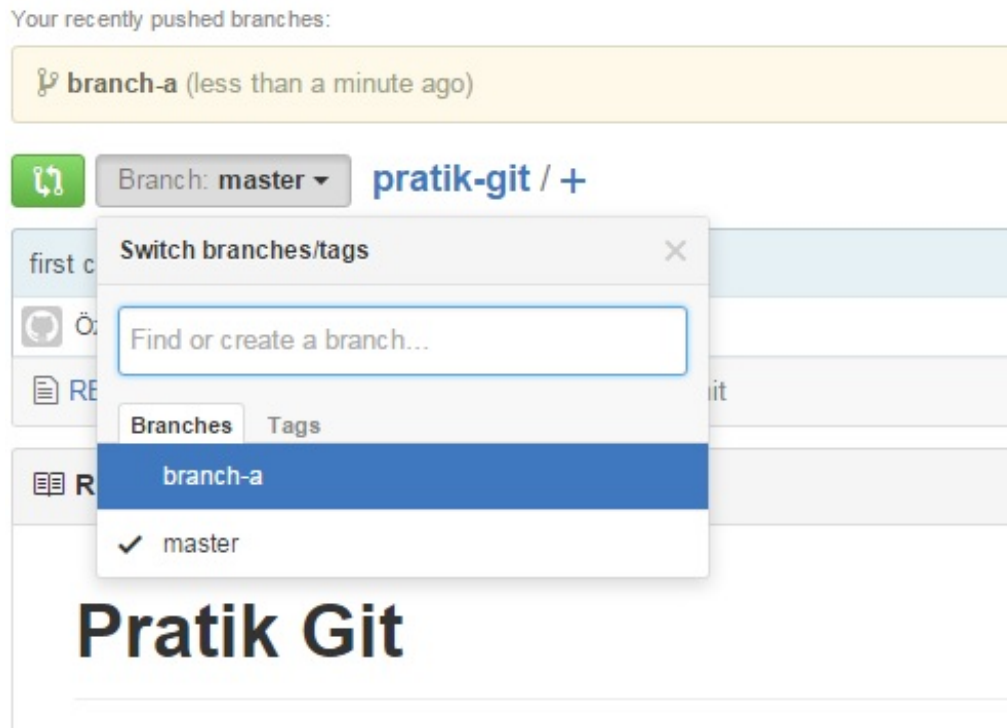 Your recently pushed branches:
branch-a (less than a minute ago)
Branch: master pratik-git / +
Switch branches/tags
first c
Find or create a branch...
Branches Tags
branch-a
master
Pratik Git